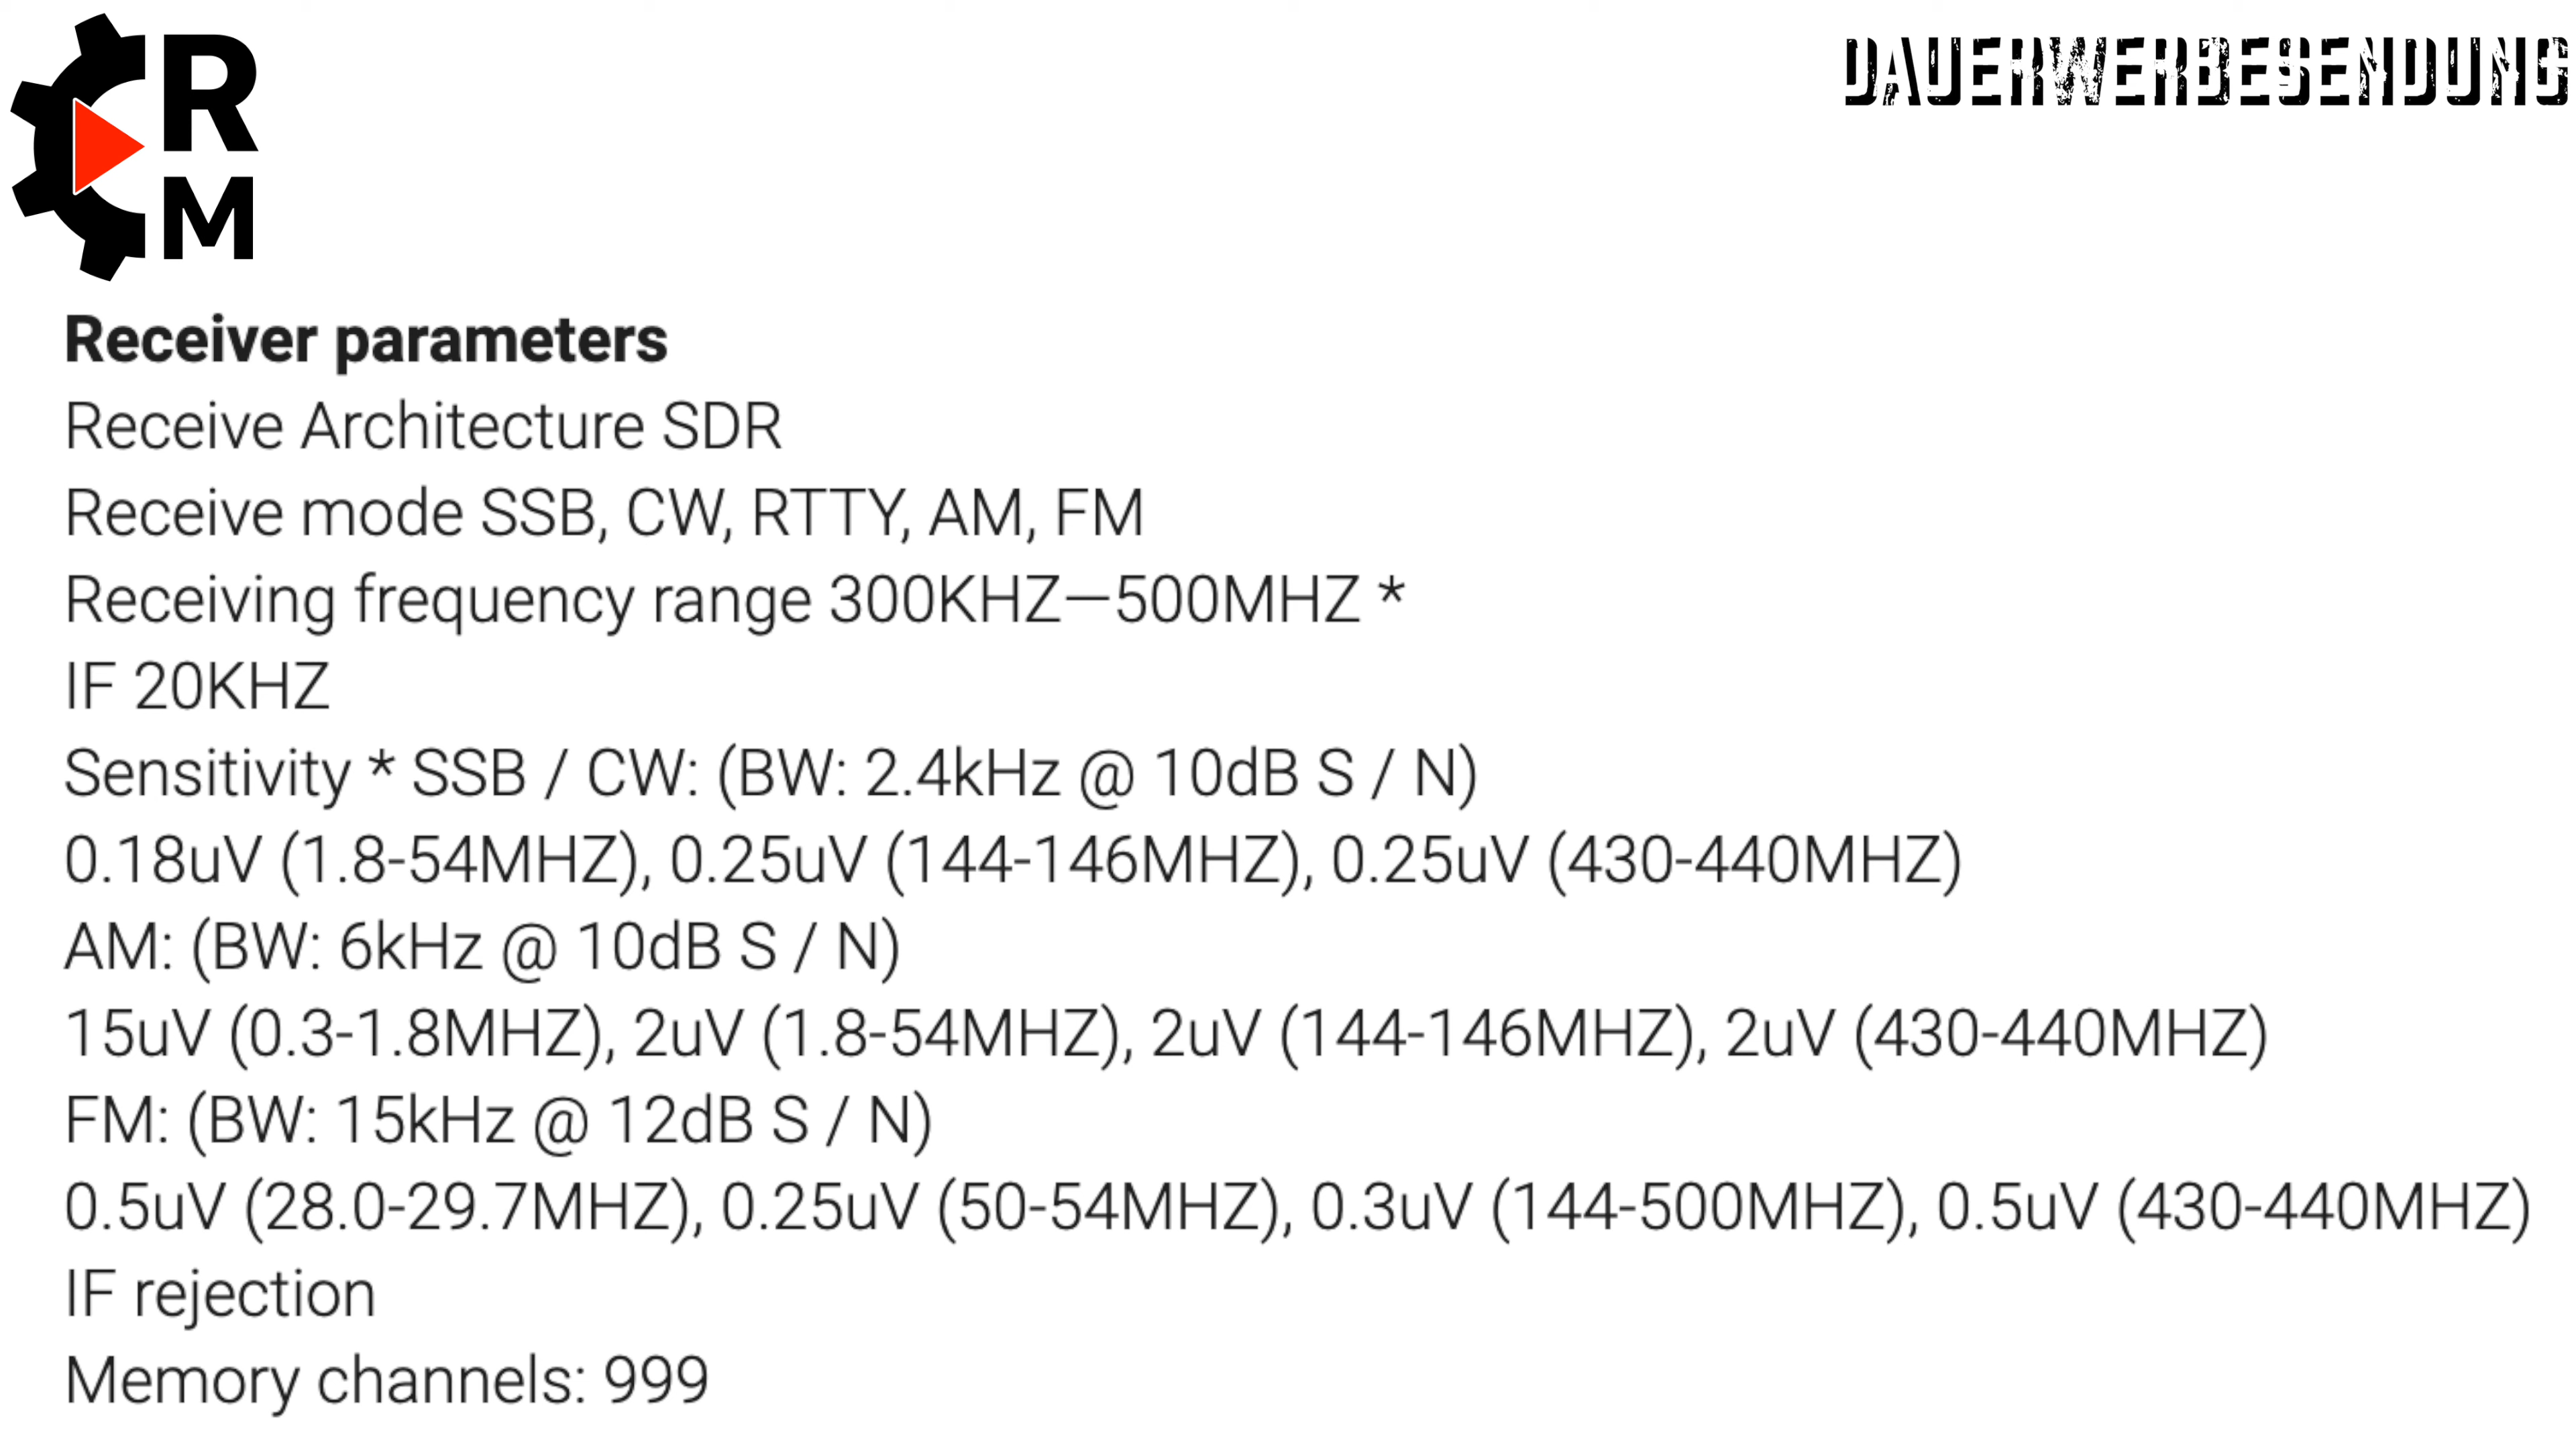 R
M
DAUERWERBESENDUNG
Receiver parameters
Receive Architecture SDR
Receive mode SSB, CW, RTTY, AM, FM
Receiving frequency range 300KHZ—500MHZ *
IF 20KHZ
Sensitivity * SSB / CW: (BW: 2.4kHz @ 10dB S / N)
0.18uV (1.8-54MHZ), 0.25uV (144-146MHZ), 0.25uV (430-440MHZ)
AM: (BW: 6kHz @ 10dB S / N)
15uV (0.3-1.8MHZ), 2uV (1.8-54MHZ), 2uV (144-146MHZ), 2uV (430-440MHZ)
FM: (BW: 15kHz @ 12dB S / N)
0.5uV (28.0-29.7MHZ), 0.25uV (50-54MHZ), 0.3uV (144-500MHZ), 0.5uV (430-440MHZ)
IF rejection
Memory channels: 999